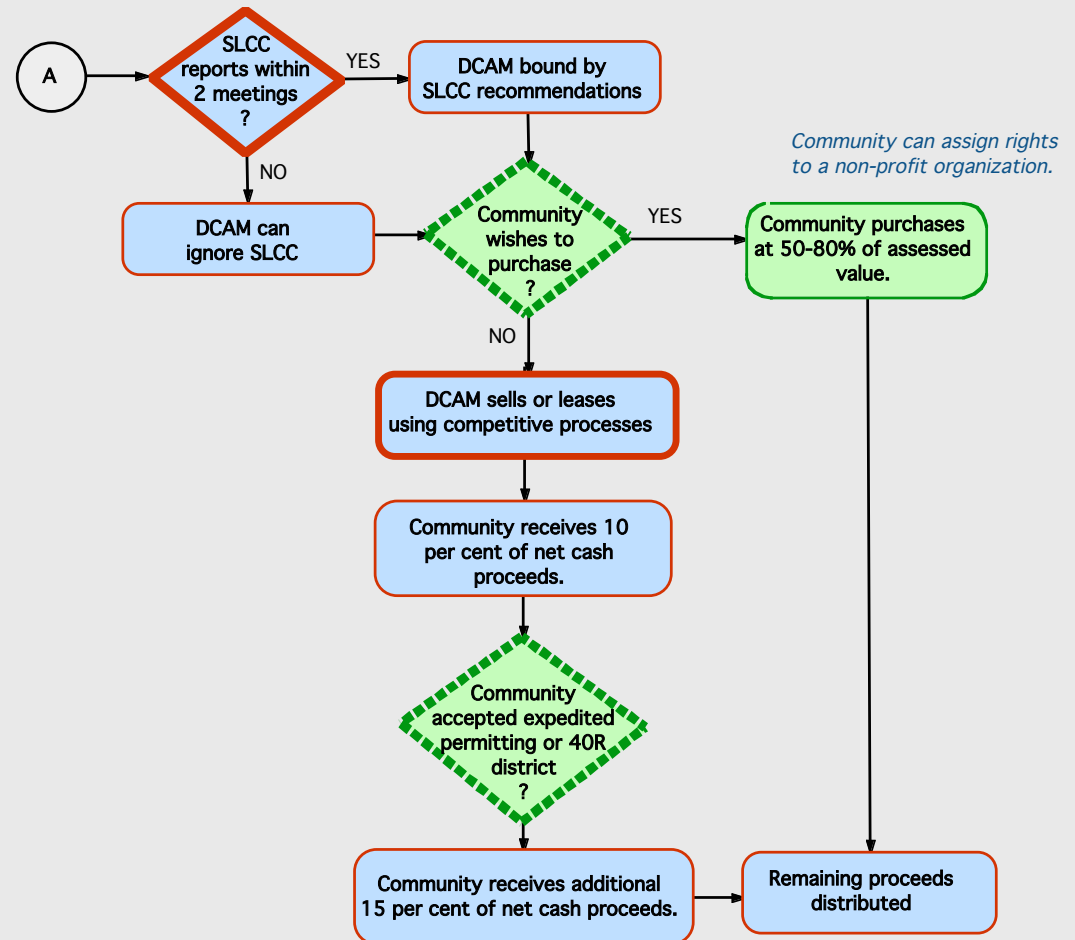 A
SLCC
reports within
2 meetings
?
YES
DCAM bound by
SLCC recommendations
NO
DCAM can
ignore SLCC
Community can assign rights
to a non-profit organization.
Community
wishes to
purchase
?
YES
Community purchases
at 50-80% of assessed
value.
NO
DCAM sells or leases
using competitive processes
Community receives 10
per cent of net cash
proceeds.
Community
accepted expedited
permitting or 40R
district
?
Community receives additional
15 per cent of net cash proceeds.
Remaining proceeds
distributed